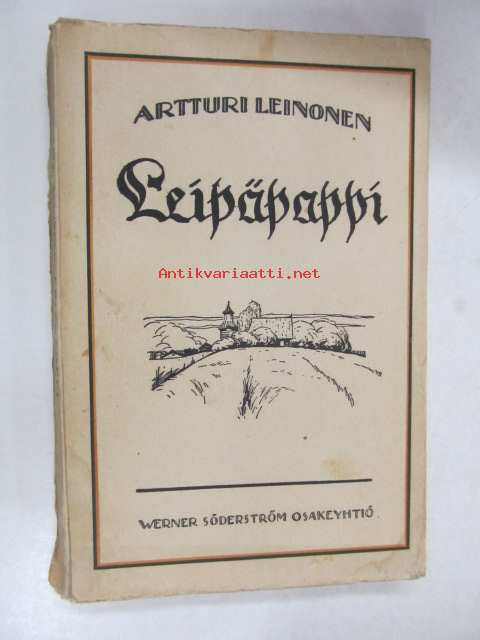 ARTTURI LEINONEN
Leipäpappi
Antikvariaatti.net
WERNER SÖDERSTRÖM OSAKEYHTIÖ